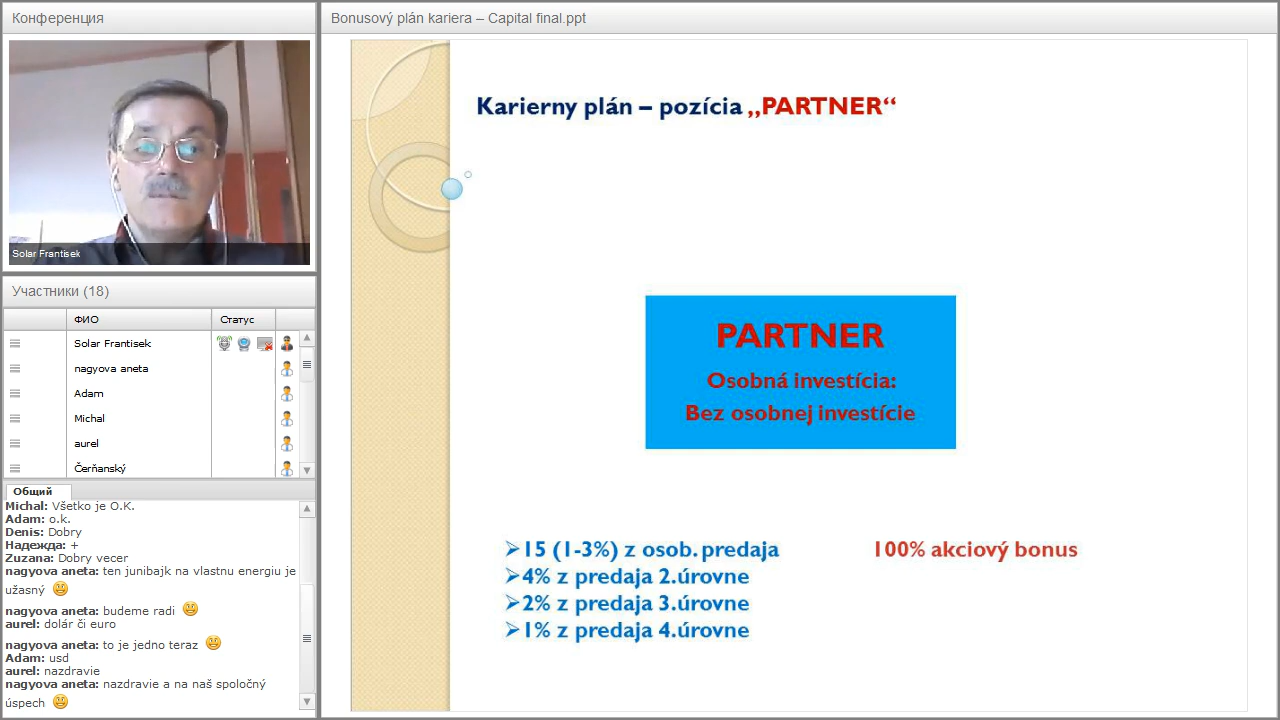 Конференция
Solar Frantisek
Участники (18)
ФИО Статус
Solar Frantisek
nagyova aneta
Adam
Michal
aurel
Čerňanský
Общий
Michal: Všetko je O.K.
Adam: o.k.
Denis: Dobry
Надежда: +
Zuzana: Dobry vecer
nagyova aneta: ten junibajk na vlastnu energiu je
užasný
nagyova aneta: budeme radi
aurel: dolár či euro
nagyova aneta: to je jedno teraz
Adam: usd
aurel: nazdravie
nagyova aneta: nazdravie a na naš spoločný
úspech
Bonusový plán kariera – Capital final.ppt
Karierny plán – pozícia „PARTNER“
PARTNER
Osobná investícia:
Bez osobnej investície
➢15 (1-3%) z osob. predaja
➢4% z predaja 2.úrovne
➢2% z predaja 3.úrovne
➢1% z predaja 4.úrovne
100% akciový bonus